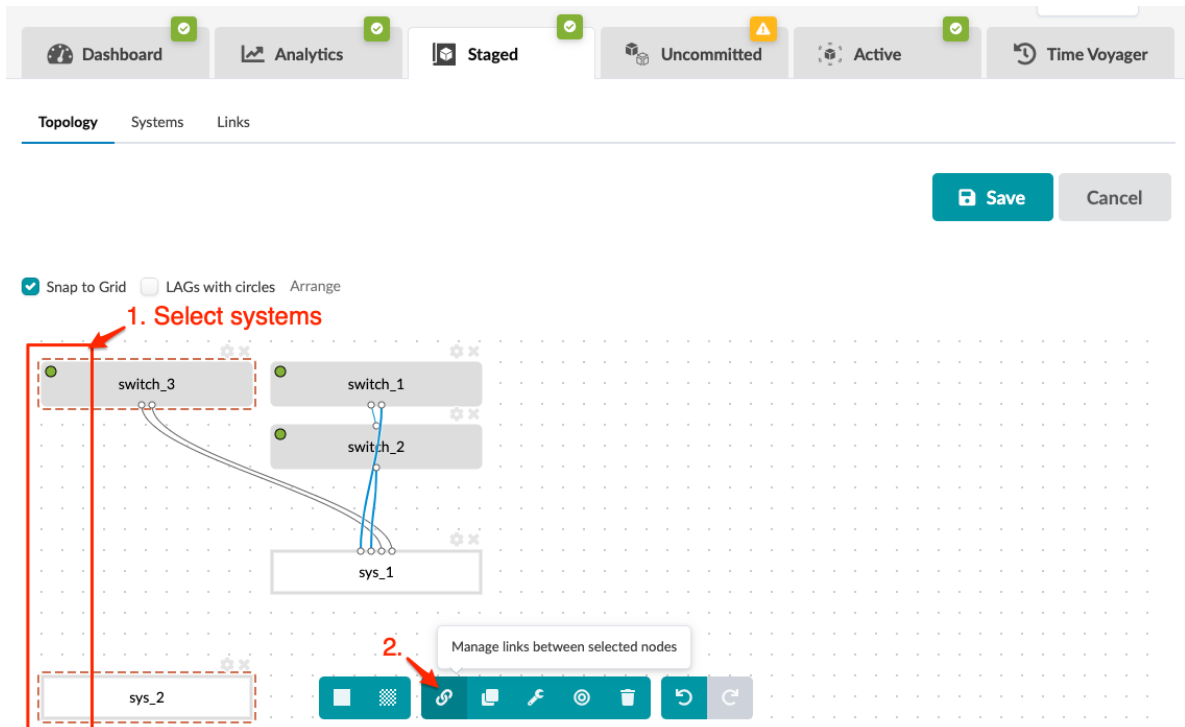 Dashboard Analytics Staged Uncommitted Active Time Voyager
Topology Systems Links
Save Cancel
Snap to Grid LAGs with circles Arrange
1. Select systems
switch_3 switch_1
switch_2
sys_1
2. Manage links between selected nodes
sys_2